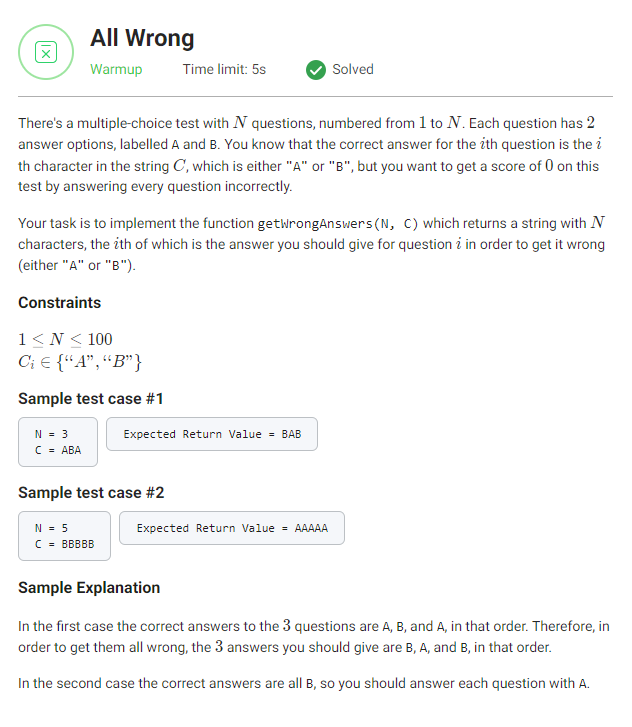 All Wrong
Warmup Time limit: 5s Solved
There's a multiple-choice test with N questions, numbered from 1 to N. Each question has 2
answer options, labelled A and B. You know that the correct answer for the ith question is the i
th character in the string C, which is either "A" or "B", but you want to get a score of 0 on this
test by answering every question incorrectly.
Your task is to implement the function getWrongAnswers(N, C) which returns a string with N
characters, the ith of which is the answer you should give for question i in order to get it wrong
(either "A" or "B").
Constraints
1 ≤ N ≤ 100
Cᵢ ∈ {“A”, “B”}
Sample test case #1
N = 3
C = ABA
Expected Return Value = BAB
Sample test case #2
N = 5
C = BBBBB
Expected Return Value = AAAAA
Sample Explanation
In the first case the correct answers to the 3 questions are A, B, and A, in that order. Therefore, in
order to get them all wrong, the 3 answers you should give are B, A, and B, in that order.
In the second case the correct answers are all B, so you should answer each question with A.